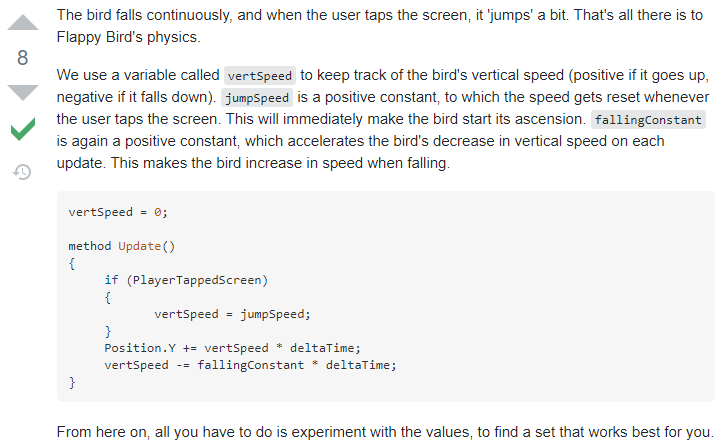 The bird falls continuously, and when the user taps the screen, it 'jumps' a bit. That's all there is to
Flappy Bird's physics.
8
We use a variable called vertSpeed to keep track of the bird's vertical speed (positive if it goes up,
negative if it falls down). jumpSpeed is a positive constant, to which the speed gets reset whenever
the user taps the screen. This will immediately make the bird start its ascension. fallingConstant
is again a positive constant, which accelerates the bird's decrease in vertical speed on each
update. This makes the bird increase in speed when falling.
vertSpeed = 0;
method Update()
{
if (PlayerTappedScreen)
{
vertSpeed = jumpSpeed;
}
Position.Y += vertSpeed * deltaTime;
vertSpeed -= fallingConstant * deltaTime;
}
From here on, all you have to do is experiment with the values, to find a set that works best for you.